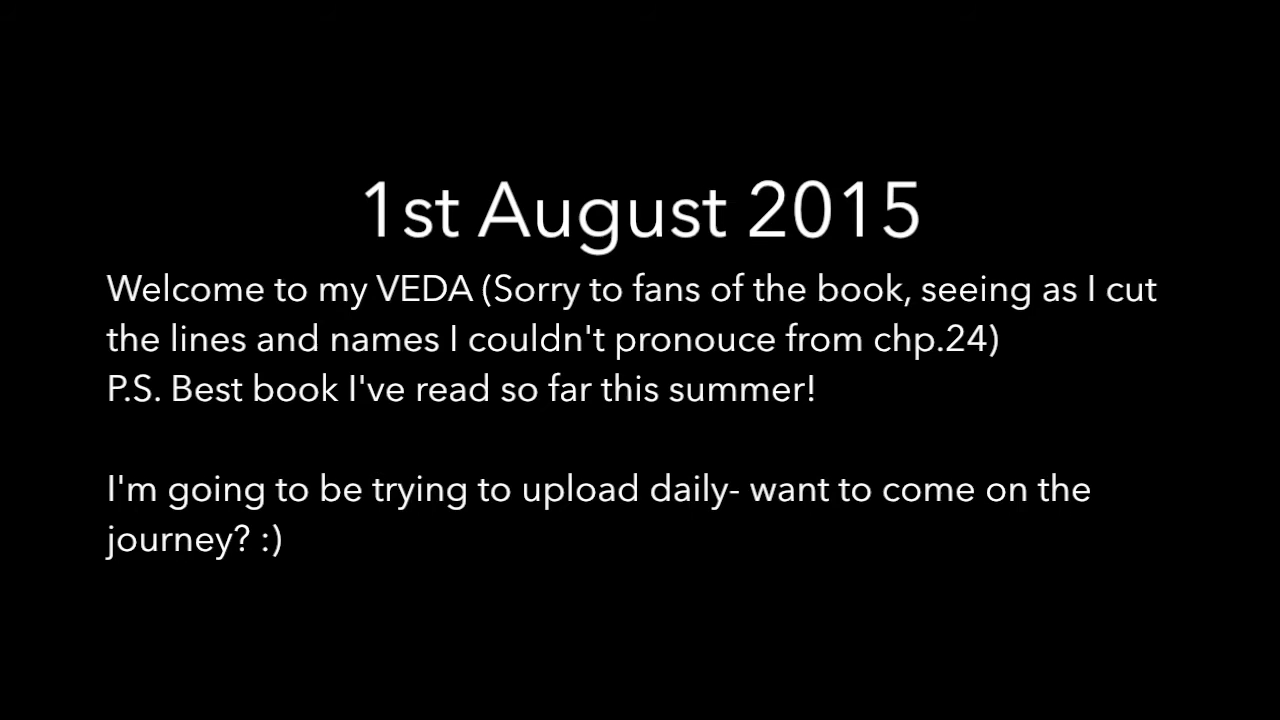 1st August 2015
Welcome to my VEDA (Sorry to fans of the book, seeing as I cut
the lines and names I couldn't pronouce from chp.24)
P.S. Best book I've read so far this summer!
I'm going to be trying to upload daily- want to come on the
journey? :)